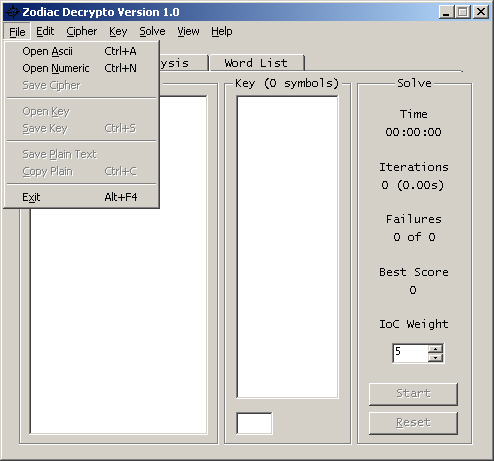 Zodiac Decrypto Version 1.0
File Edit Cipher Key Solve View Help
Open Ascii Ctrl+A
Open Numeric Ctrl+N
Save Cipher
Open Key
Save Key Ctrl+S
Save Plain Text
Copy Plain Ctrl+C
Exit Alt+F4
Word List
Key (0 symbols)
Solve
Time
00:00:00
Iterations
0 (0.00s)
Failures
0 of 0
Best Score
0
IoC Weight
5
Start
Reset